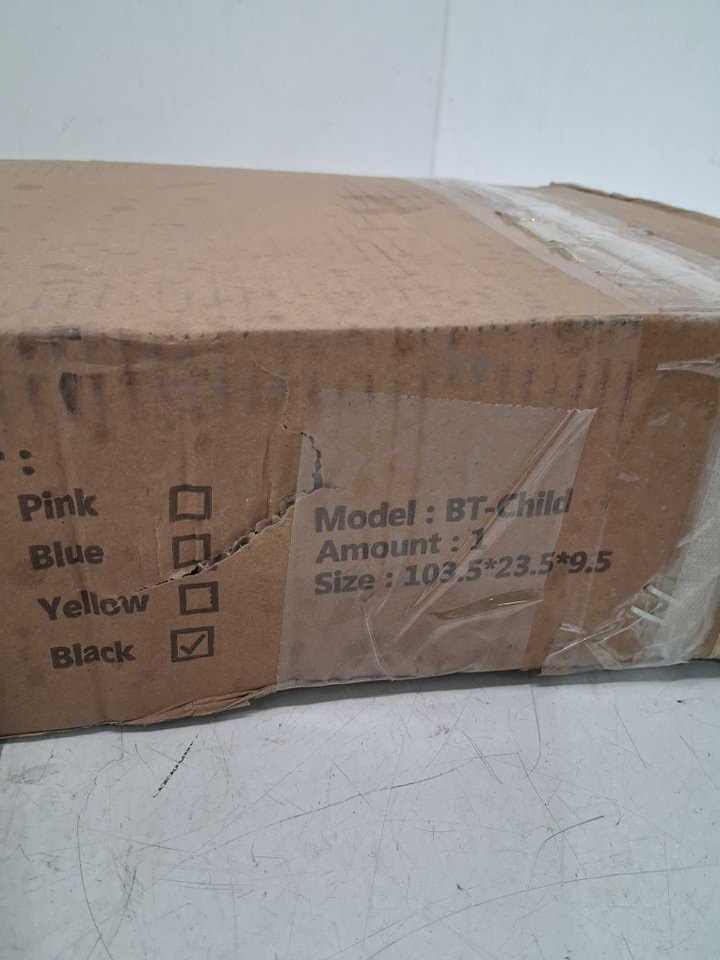 :
Pink
Blue
Yellow
Black
Model : BT-Child
Amount : 1
Size : 103.5*23.5*9.5